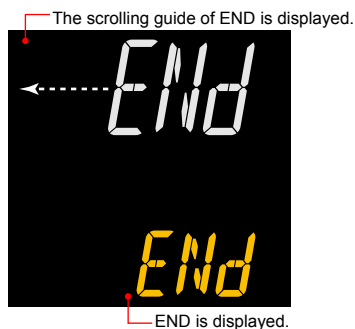 The scrolling guide of END is displayed.
ENd
ENd
END is displayed.